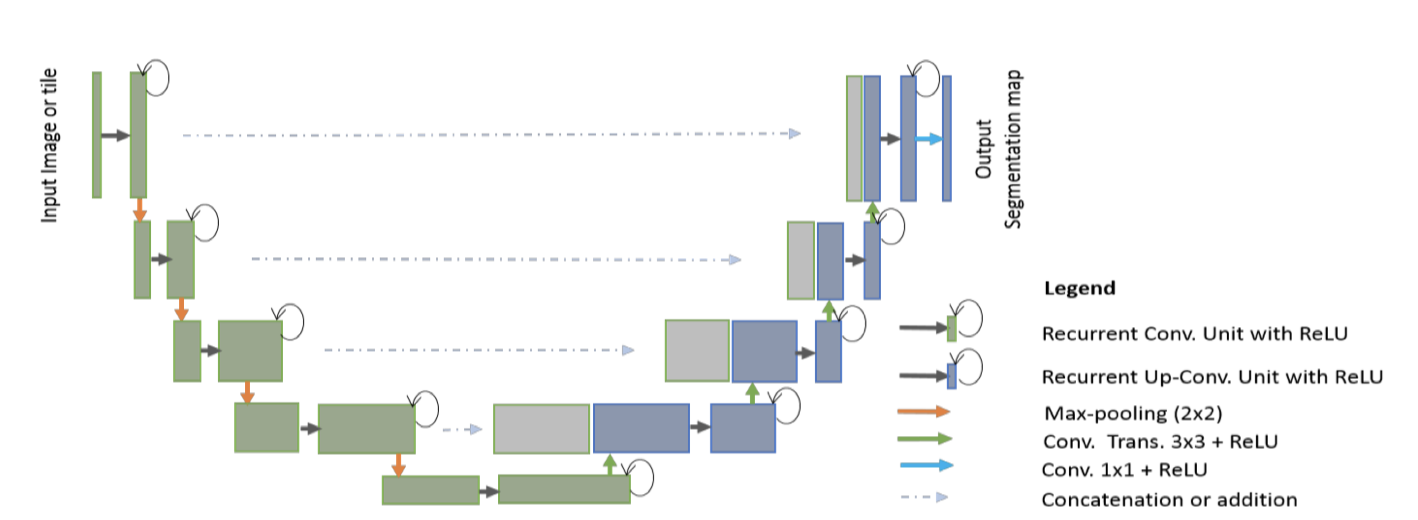 Input Image or tile
Output
Segmentation map
Legend
Recurrent Conv. Unit with ReLU
Recurrent Up-Conv. Unit with ReLU
Max-pooling (2x2)
Conv. Trans. 3x3 + ReLU
Conv. 1x1 + ReLU
Concatenation or addition